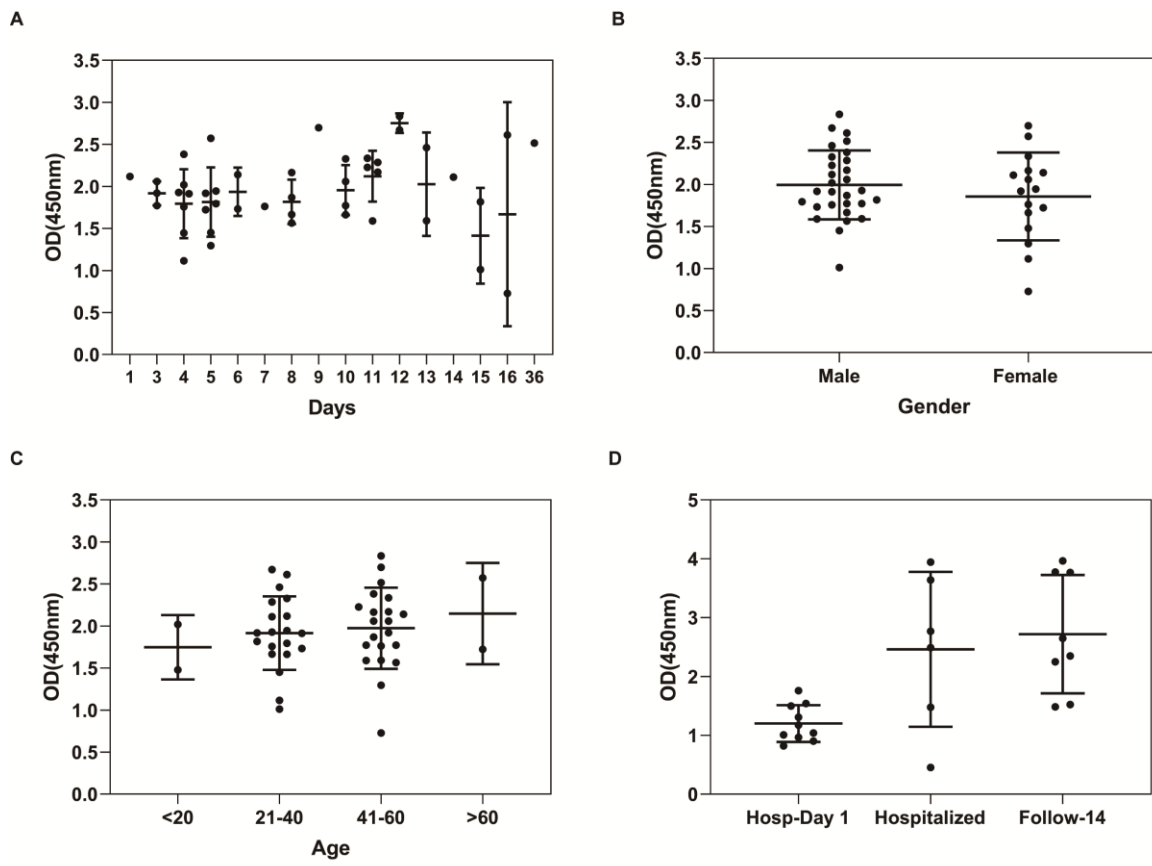 A
OD(450nm)
3.5
3.0
2.5
2.0
1.5
1.0
0.5
0.0
1 3 4 5 6 7 8 9 10 11 12 13 14 15 16 36
Days
B
OD(450nm)
3.5
3.0
2.5
2.0
1.5
1.0
0.5
0.0
Male Female
Gender
C
OD(450nm)
3.5
3.0
2.5
2.0
1.5
1.0
0.5
0.0
<20 21-40 41-60 >60
Age
D
OD(450nm)
5
4
3
2
1
0
Hosp-Day 1 Hospitalized Follow-14